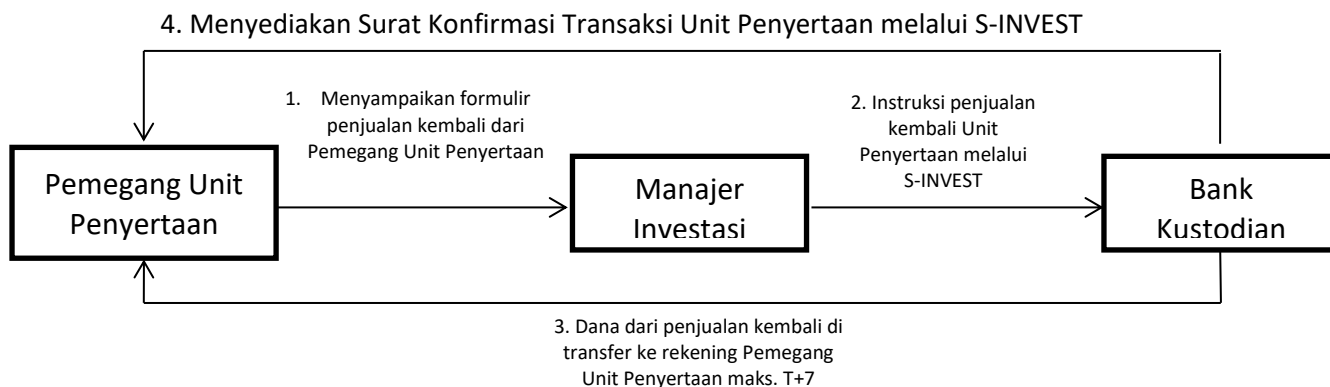 4. Menyediakan Surat Konfirmasi Transaksi Unit Penyertaan melalui S-INVEST
1. Menyampaikan formulir
penjualan kembali dari
Pemegang Unit Penyertaan
2. Instruksi penjualan
kembali Unit
Penyertaan melalui
S-INVEST
Pemegang Unit
Penyertaan
Manajer
Investasi
Bank
Kustodian
3. Dana dari penjualan kembali di
transfer ke rekening Pemegang
Unit Penyertaan maks. T+7